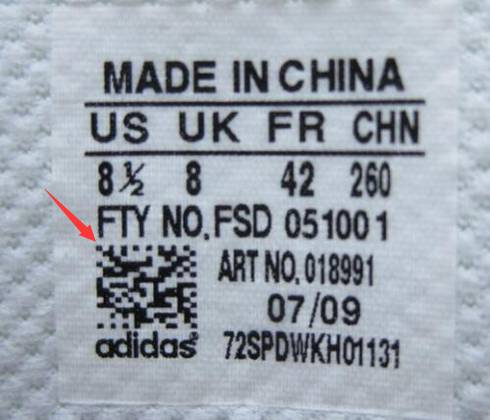 MADE IN CHINA
US UK FR CHN
8½ 8 42 260
FTY NO. FSD 051001
ART NO. 018991
07/09
adidas 72SPDWKH01131